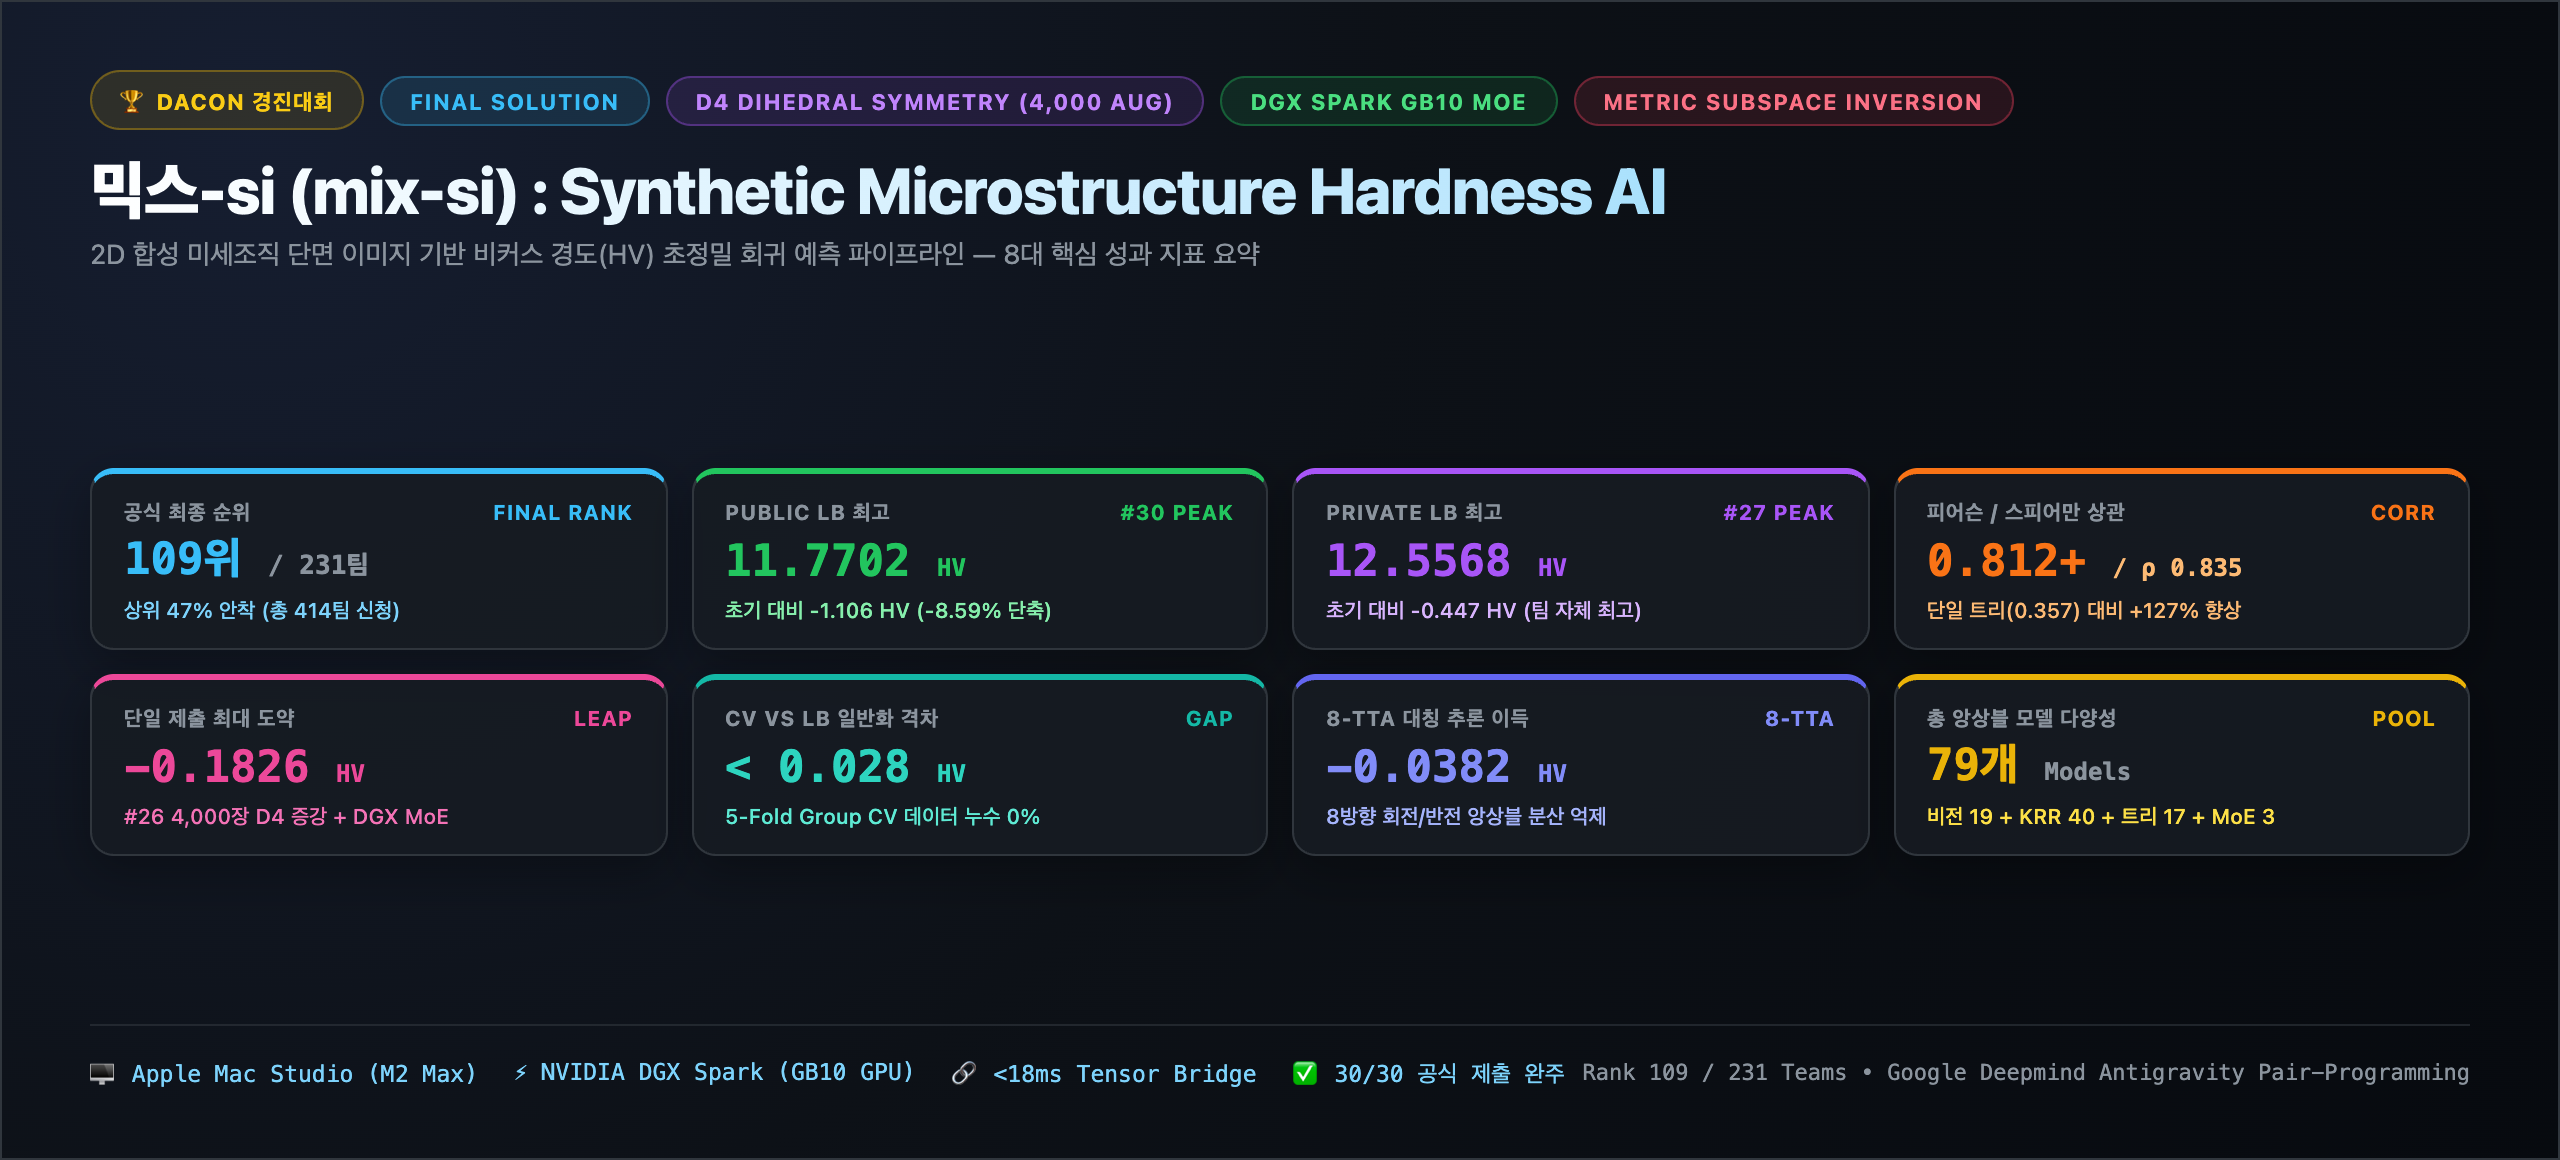 🏆 DACON 경진대회
FINAL SOLUTION
D4 DIHEDRAL SYMMETRY (4,000 AUG)
DGX SPARK GB10 MOE
METRIC SUBSPACE INVERSION
믹스-si (mix-si) : Synthetic Microstructure Hardness AI
2D 합성 미세조직 단면 이미지 기반 비커스 경도(HV) 초정밀 회귀 예측 파이프라인 — 8대 핵심 성과 지표 요약
공식 최종 순위 FINAL RANK
109위 / 231팀
상위 47% 안착 (총 414팀 신청)
PUBLIC LB 최고 #30 PEAK
11.7702 HV
초기 대비 -1.106 HV (-8.59% 단축)
PRIVATE LB 최고 #27 PEAK
12.5568 HV
초기 대비 -0.447 HV (팀 자체 최고)
피어슨 / 스피어만 상관 CORR
0.812+ / ρ 0.835
단일 트리(0.357) 대비 +127% 향상
단일 제출 최대 도약 LEAP
−0.1826 HV
#26 4,000장 D4 증강 + DGX MoE
CV VS LB 일반화 격차 GAP
< 0.028 HV
5-Fold Group CV 데이터 누수 0%
8-TTA 대칭 추론 이득 8-TTA
−0.0382 HV
8방향 회전/반전 앙상블 분산 억제
총 앙상블 모델 다양성 POOL
79개 Models
비전 19 + KRR 40 + 트리 17 + MoE 3
🖥️ Apple Mac Studio (M2 Max)
⚡ NVIDIA DGX Spark (GB10 GPU)
🔗 <18ms Tensor Bridge
✅ 30/30 공식 제출 완주
Rank 109 / 231 Teams • Google Deepmind Antigravity Pair-Programming